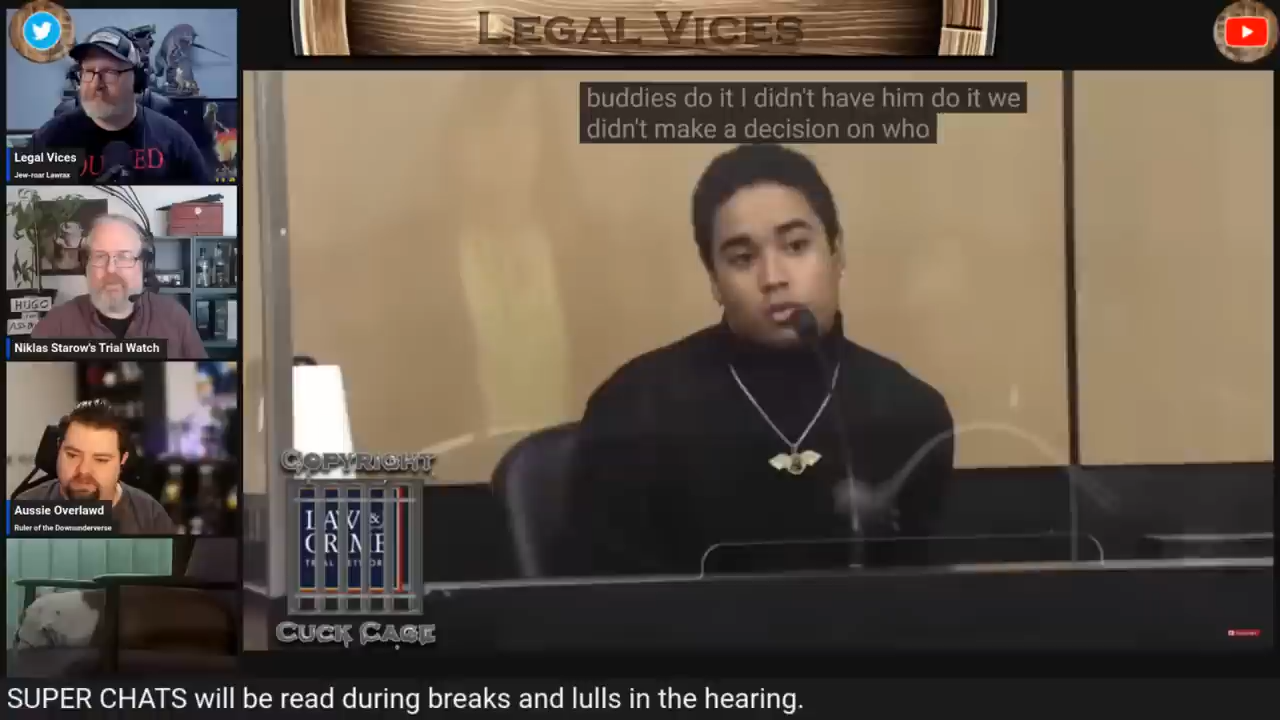 LEGAL VICES
buddies do it I didn't have him do it we
didn't make a decision on who
Legal Vices
Jew-roar Lawrax
HUGO
Niklas Starow's Trial Watch
Aussie Overlawd
Ruler of the Downunderverse
COPYRIGHT
LAW &
CRIME
CUCK CAGE
SUPER CHATS will be read during breaks and lulls in the hearing.